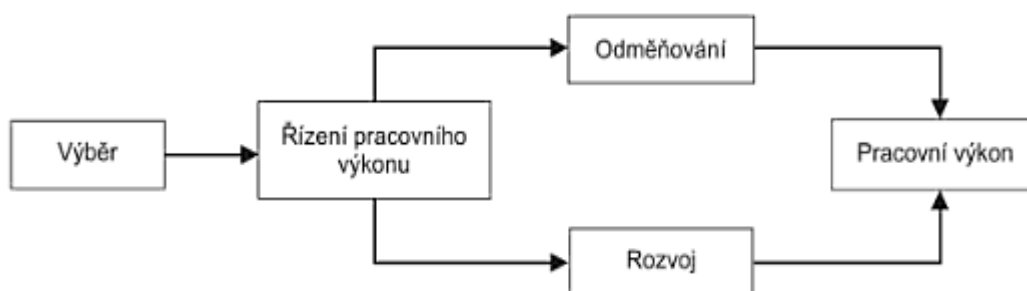 Výběr
Řízení pracovního
výkonu
Odměňování
Rozvoj
Pracovní výkon